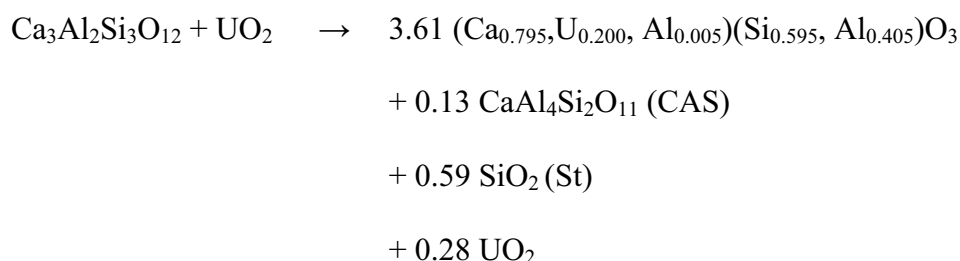 Ca₃Al₂Si₃O₁₂ + UO₂ → 3.61 (Ca₀.₇₉₅,U₀.₂₀₀, Al₀.₀₀₅)(Si₀.₅₉₅, Al₀.₄₀₅)O₃
+ 0.13 CaAl₄Si₂O₁₁ (CAS)
+ 0.59 SiO₂ (St)
+ 0.28 UO₂